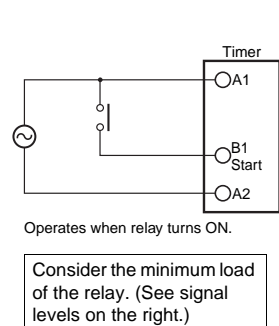 Timer
A1
B1
Start
A2
Operates when relay turns ON.
Consider the minimum load
of the relay. (See signal
levels on the right.)